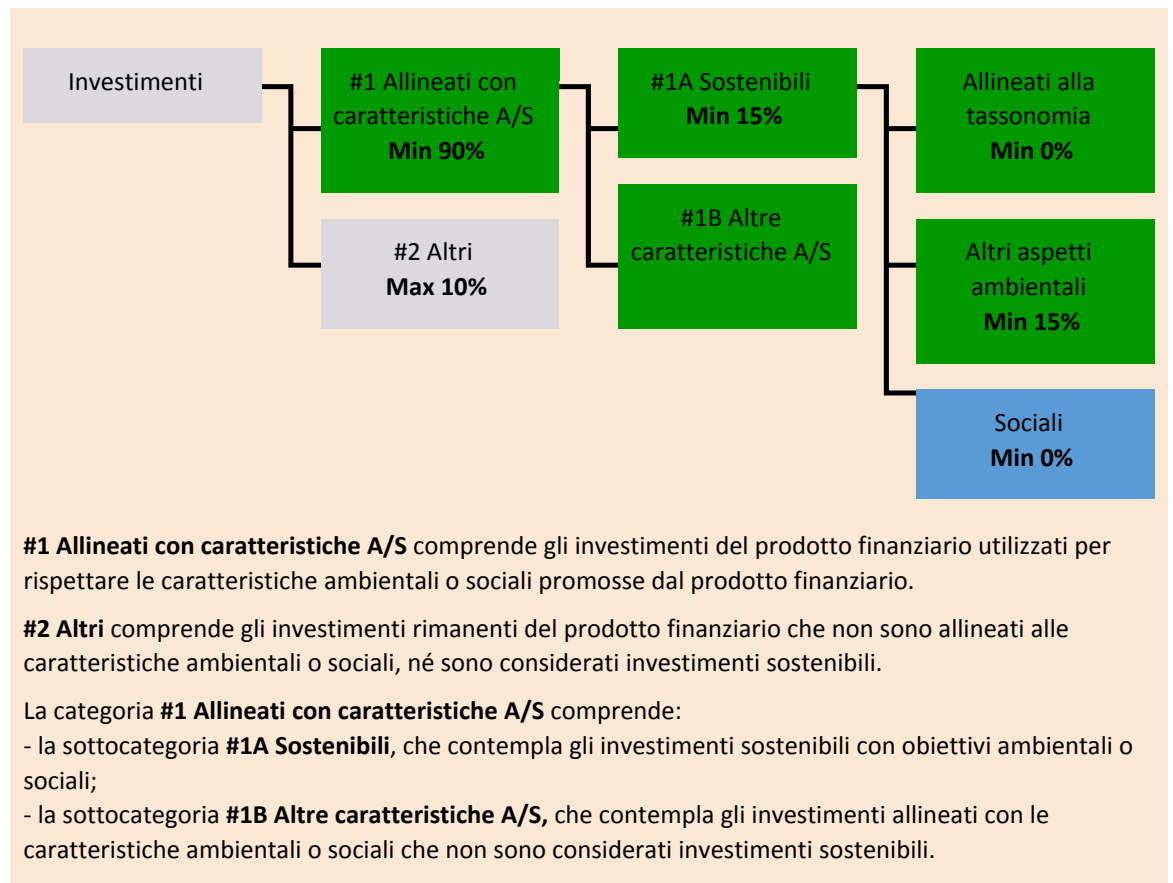 Investimenti
#1 Allineati con
caratteristiche A/S
Min 90%
#2 Altri
Max 10%
#1A Sostenibili
Min 15%
#1B Altre
caratteristiche A/S
Allineati alla
tassonomia
Min 0%
Altri aspetti
ambientali
Min 15%
Sociali
Min 0%
#1 Allineati con caratteristiche A/S comprende gli investimenti del prodotto finanziario utilizzati per
rispettare le caratteristiche ambientali o sociali promosse dal prodotto finanziario.
#2 Altri comprende gli investimenti rimanenti del prodotto finanziario che non sono allineati alle
caratteristiche ambientali o sociali, né sono considerati investimenti sostenibili.
La categoria #1 Allineati con caratteristiche A/S comprende:
- la sottocategoria #1A Sostenibili, che contempla gli investimenti sostenibili con obiettivi ambientali o
sociali;
- la sottocategoria #1B Altre caratteristiche A/S, che contempla gli investimenti allineati con le
caratteristiche ambientali o sociali che non sono considerati investimenti sostenibili.